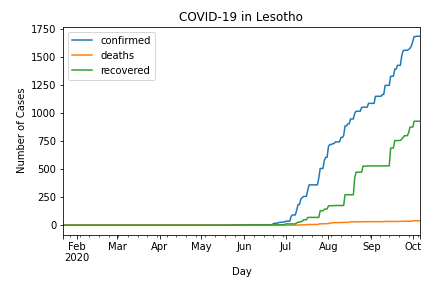 COVID-19 in Lesotho
confirmed
deaths
recovered
Number of Cases
1750
1500
1250
1000
750
500
250
0
Feb Mar Apr May Jun Jul Aug Sep Oct
2020
Day